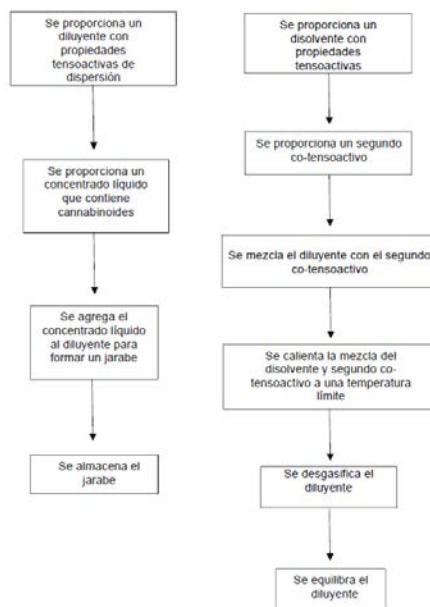 Se proporciona un
diluyente con
propiedades
tensoactivas de
dispersión
Se proporciona un
concentrado líquido
que contiene
cannabinoides
Se agrega el
concentrado líquido
al diluyente para
formar un jarabe
Se almacena el
jarabe
Se proporciona un
disolvente con
propiedades
tensoactivas
Se proporciona un segundo
co-tensoactivo
Se mezcla el diluyente con el segundo
co-tensoactivo
Se calienta la mezcla del
disolvente y segundo co-
tensoactivo a una temperatura
límite
Se desgasifica el
diluyente
Se equilibra el
diluyente